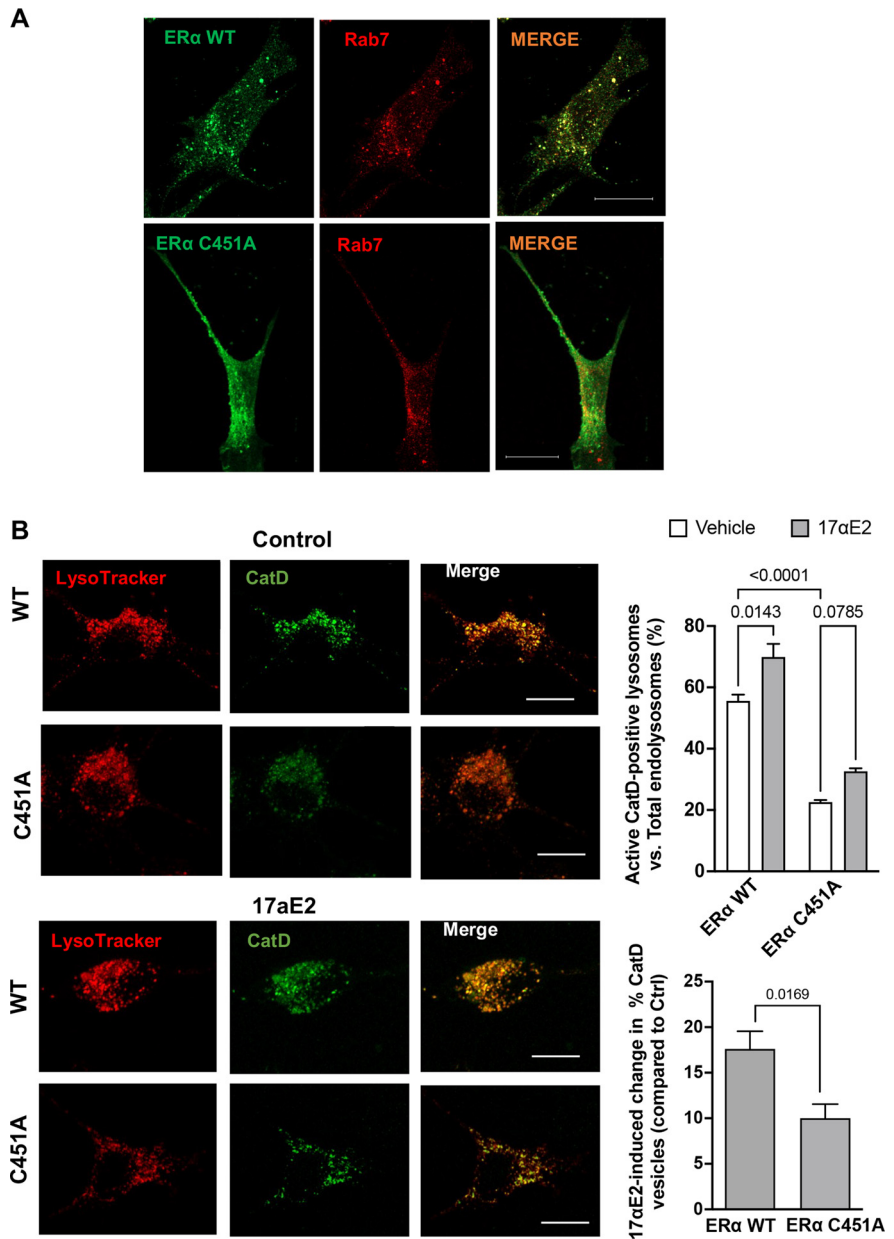 A
ERα WT
Rab7
MERGE
ERα C451A
Rab7
MERGE
B
Control
WT
LysoTracker
CatD
Merge
C451A
17aE2
WT
LysoTracker
CatD
Merge
C451A
Vehicle
17αE2
Active CatD-positive lysosomes
vs. Total endolysosomes (%)
80
60
40
20
0
<0.0001
0.0143
0.0785
ERα WT
ERα C451A
17αE2-induced change in % CatD
vesicles (compared to Ctrl)
25
20
15
10
5
0
0.0169
ERα WT
ERα C451A